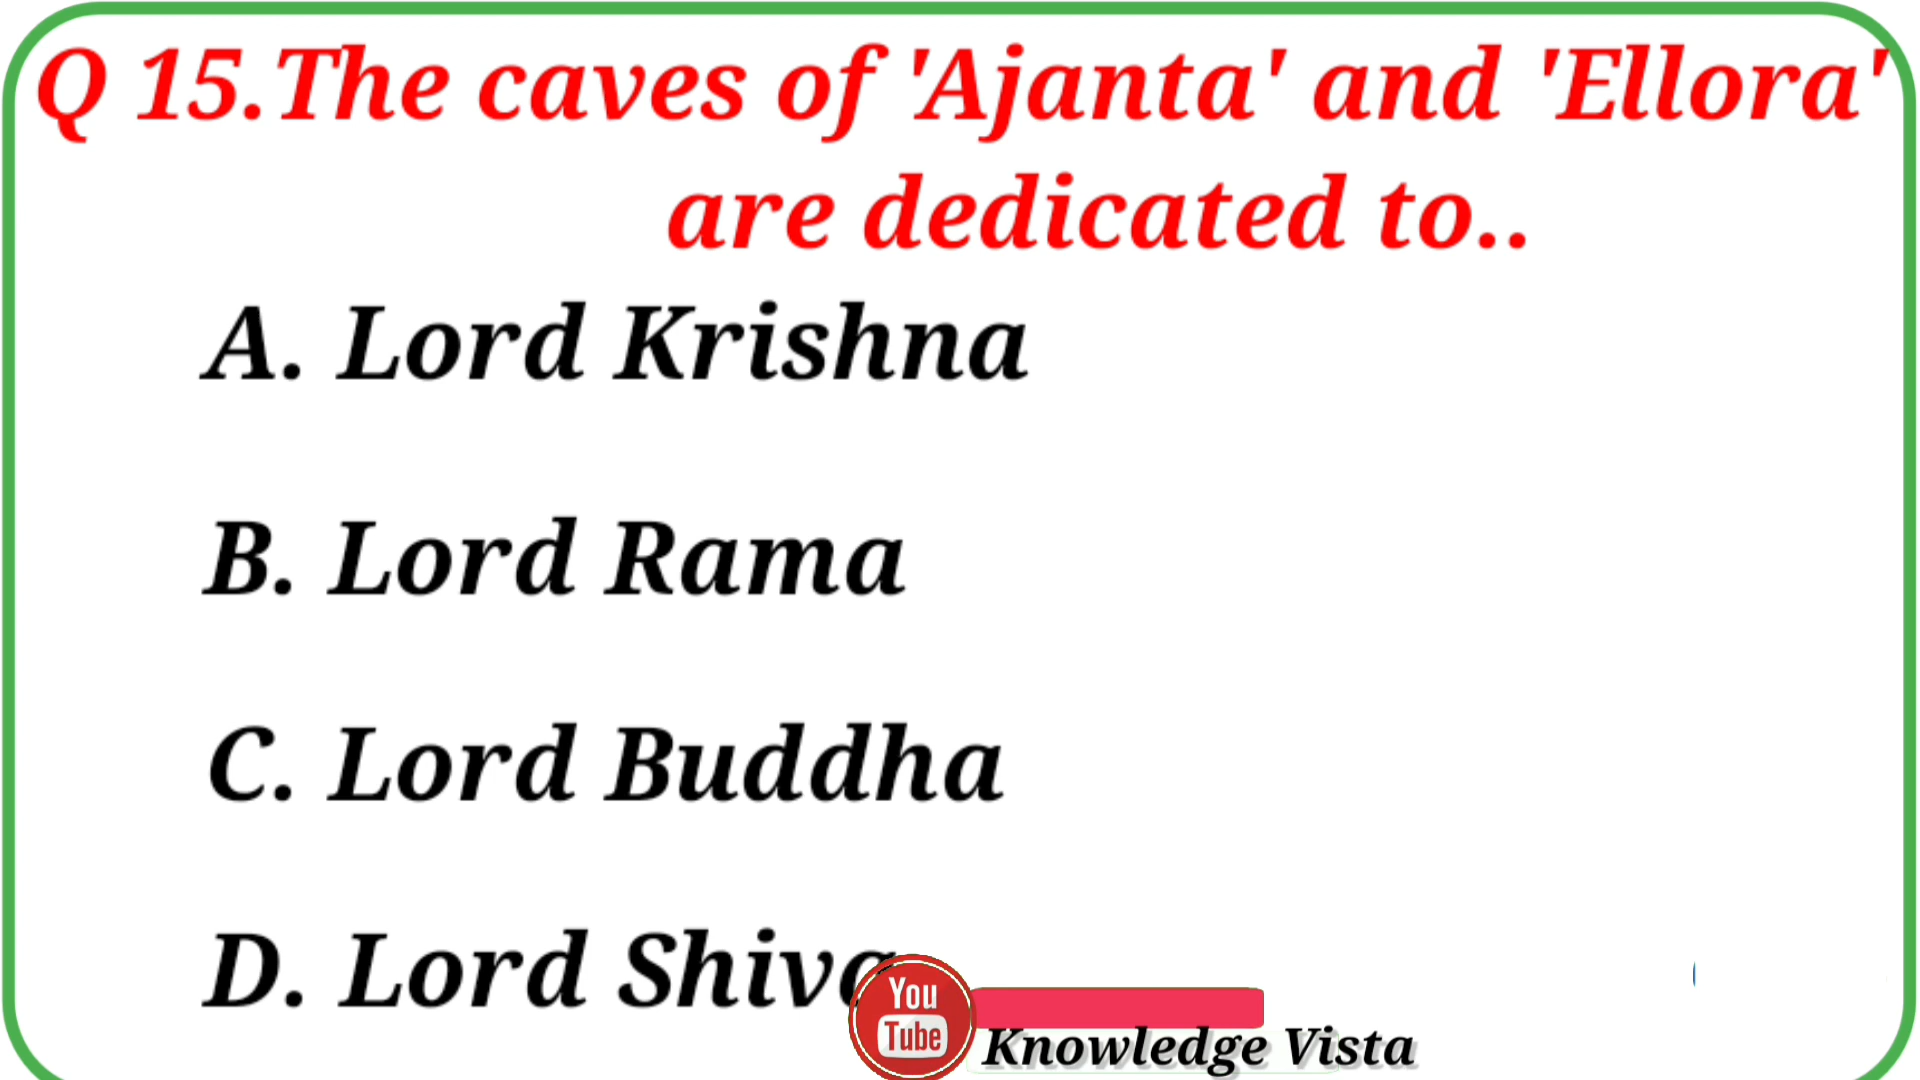 Q 15.The caves of 'Ajanta' and 'Ellora'
are dedicated to..
A. Lord Krishna
B. Lord Rama
C. Lord Buddha
D. Lord Shiva
You
Tube
Knowledge Vista